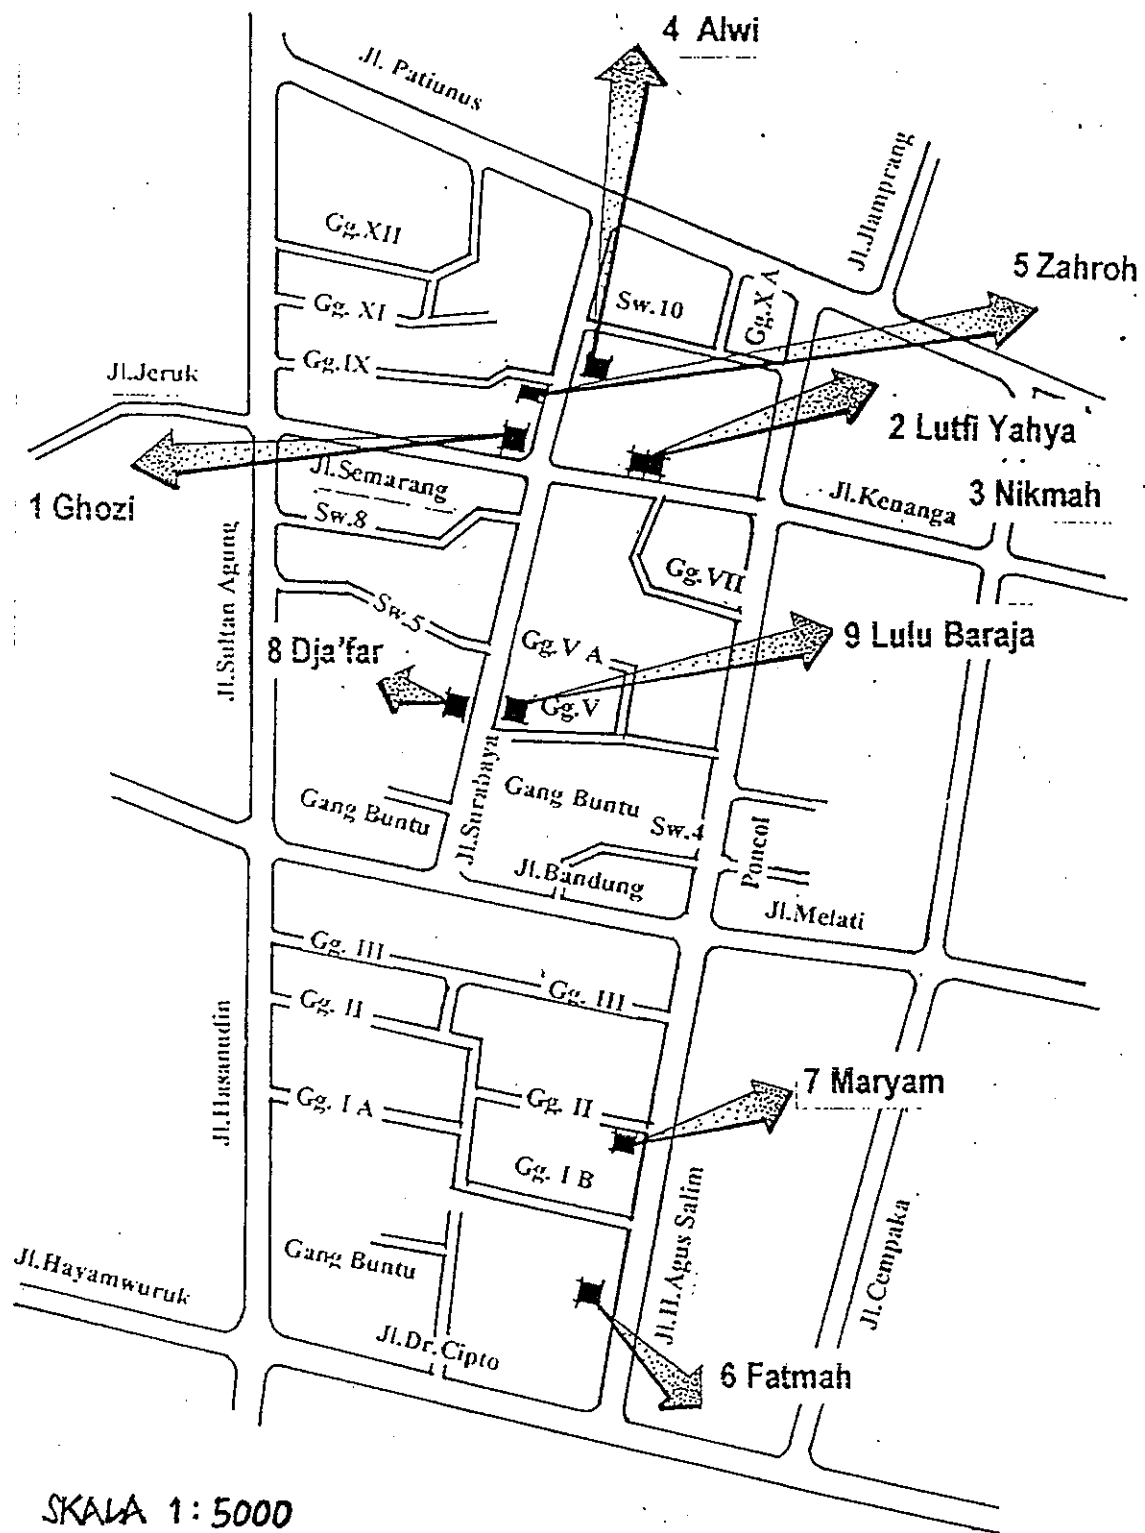 4 Alwi
Jl. Patiunus
Jl.Jlamprang
Gg.XII
5 Zahroh
Gg. XI
Sw.10
Gg.X A
Gg.IX
Jl.Jeruk
2 Lutfi Yahya
Jl.Semarang
Jl.Kenanga
3 Nikmah
1 Ghozi
Sw.8
Gg.VII
Jl.Sultan Agung
Sw.5
8 Dja'far
Gg.V A
9 Lulu Baraja
Gg.V
Jl.Surabaya
Gang Buntu
Gang Buntu
Sw.4
Poncol
Jl.Bandung
Jl.Melati
Gg. III
Gg. III
Gg. II
Jl.Hasanudin
7 Maryam
Gg. I A
Gg. II
Gg. I B
Jl.H.Agus Salim
Jl.Cempaka
Gang Buntu
Jl.Hayamwuruk
Jl.Dr.Cipto
6 Fatmah
SKALA 1 : 5000